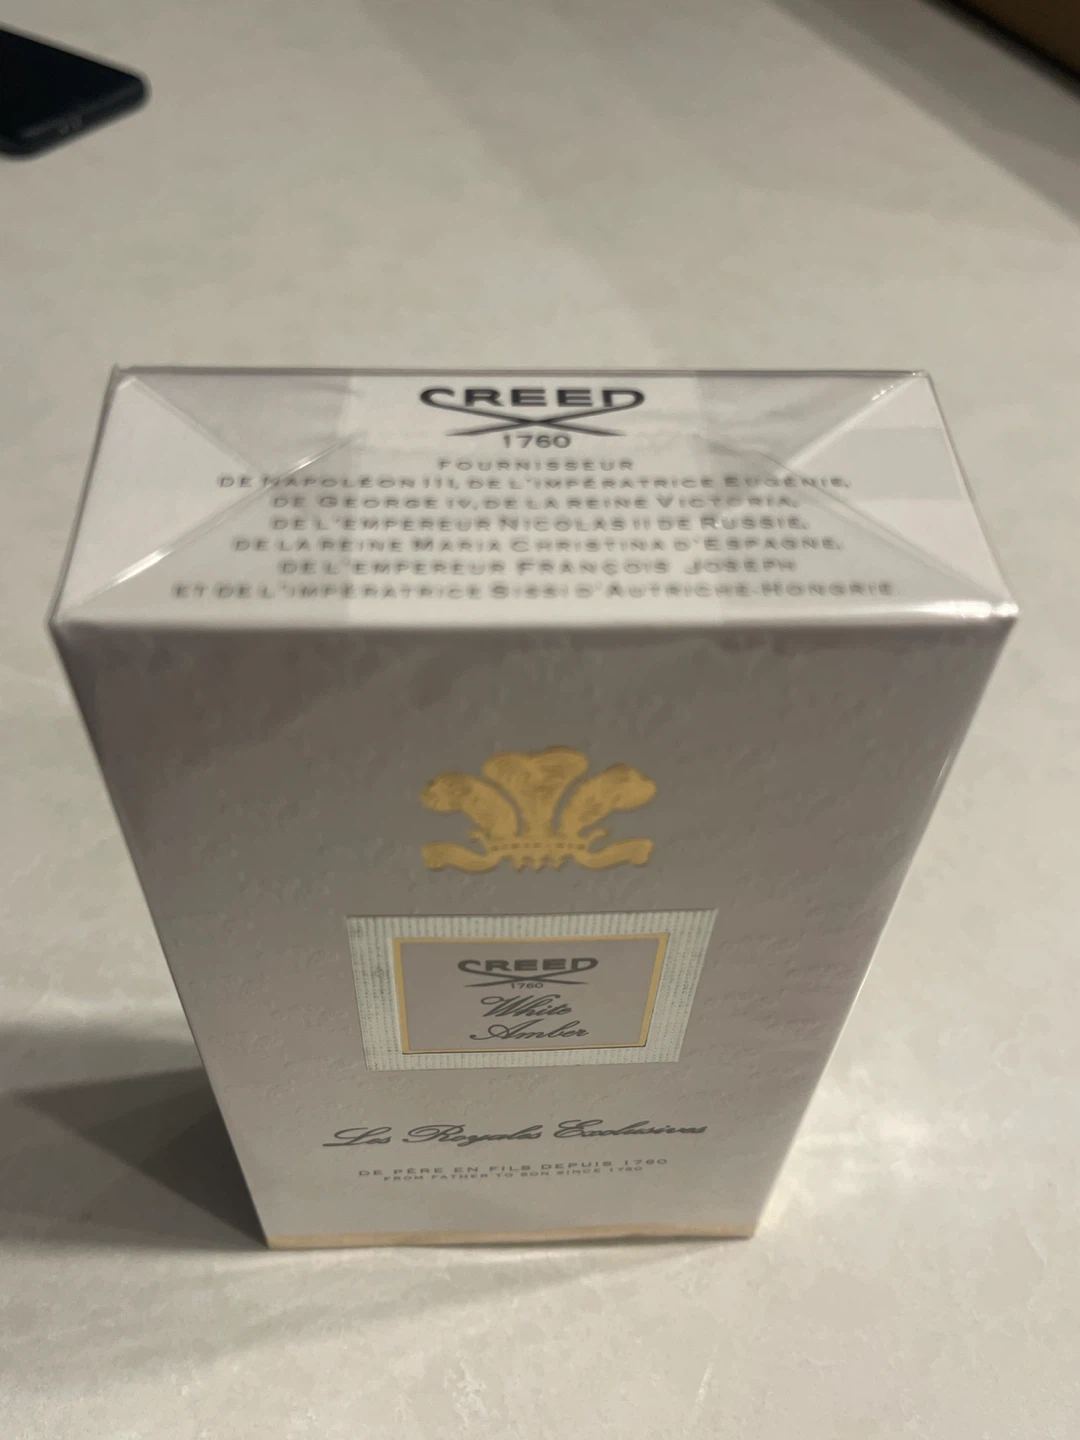 CREED
1760
FOURNISSEUR
DE NAPOLÉON III, DE L'IMPÉRATRICE EUGÉNIE,
DE GEORGE IV, DE LA REINE VICTORIA,
DE L'EMPEREUR NICOLAS II DE RUSSIE,
DE LA REINE MARIA CHRISTINA D'ESPAGNE,
DE L'EMPEREUR FRANÇOIS JOSEPH
ET DE L'IMPÉRATRICE SISSI D'AUTRICHE-HONGRIE
CREED
1760
White
Amber
Les Royales Exclusives
DE PÈRE EN FILS DEPUIS 1760
FROM FATHER TO SON SINCE 1760